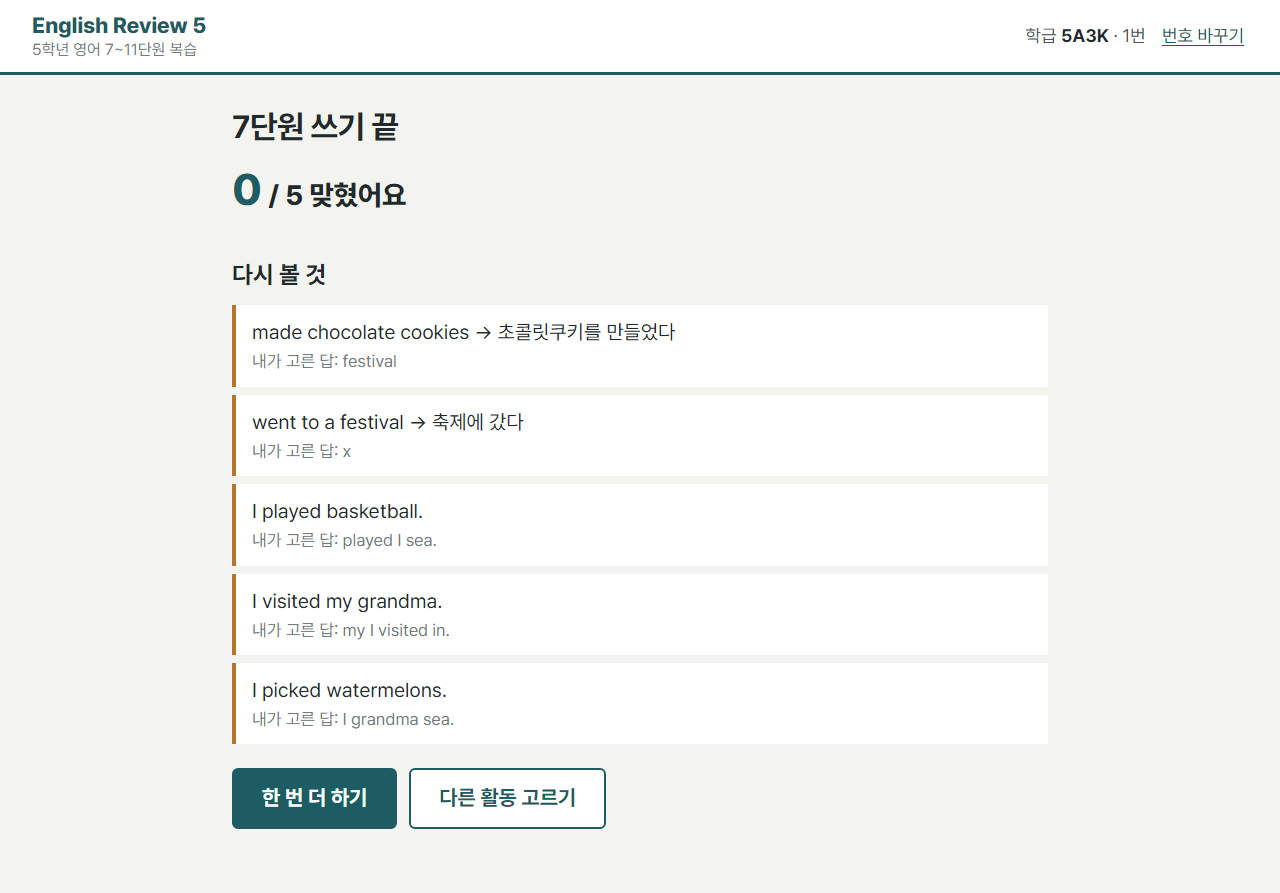 English Review 5
5학년 영어 7~11단원 복습
학급 5A3K · 1번 번호 바꾸기
7단원 쓰기 끝
0 / 5 맞혔어요
다시 볼 것
made chocolate cookies → 초콜릿쿠키를 만들었다
내가 고른 답: festival
went to a festival → 축제에 갔다
내가 고른 답: x
I played basketball.
내가 고른 답: played I sea.
I visited my grandma.
내가 고른 답: my I visited in.
I picked watermelons.
내가 고른 답: I grandma sea.
한 번 더 하기
다른 활동 고르기